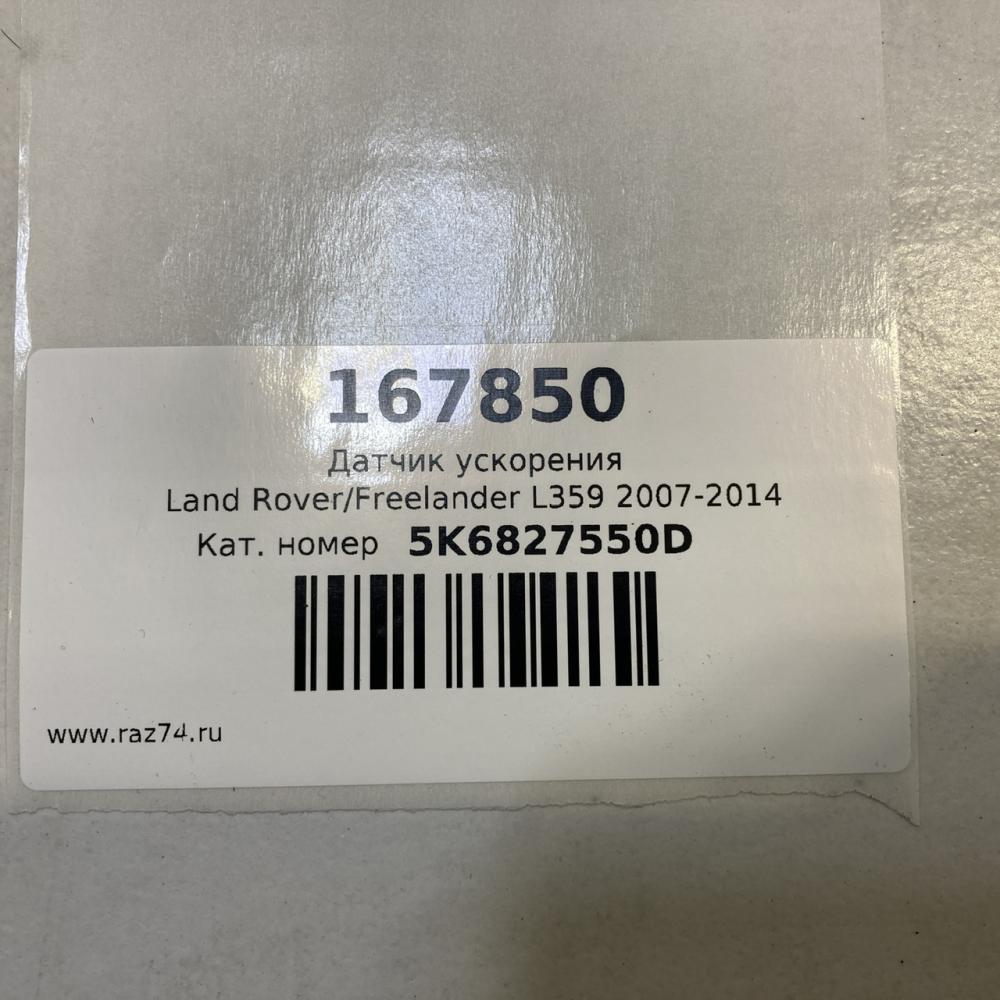 167850
Датчик ускорения
Land Rover/Freelander L359 2007-2014
Кат. номер 5K6827550D
www.raz74.ru